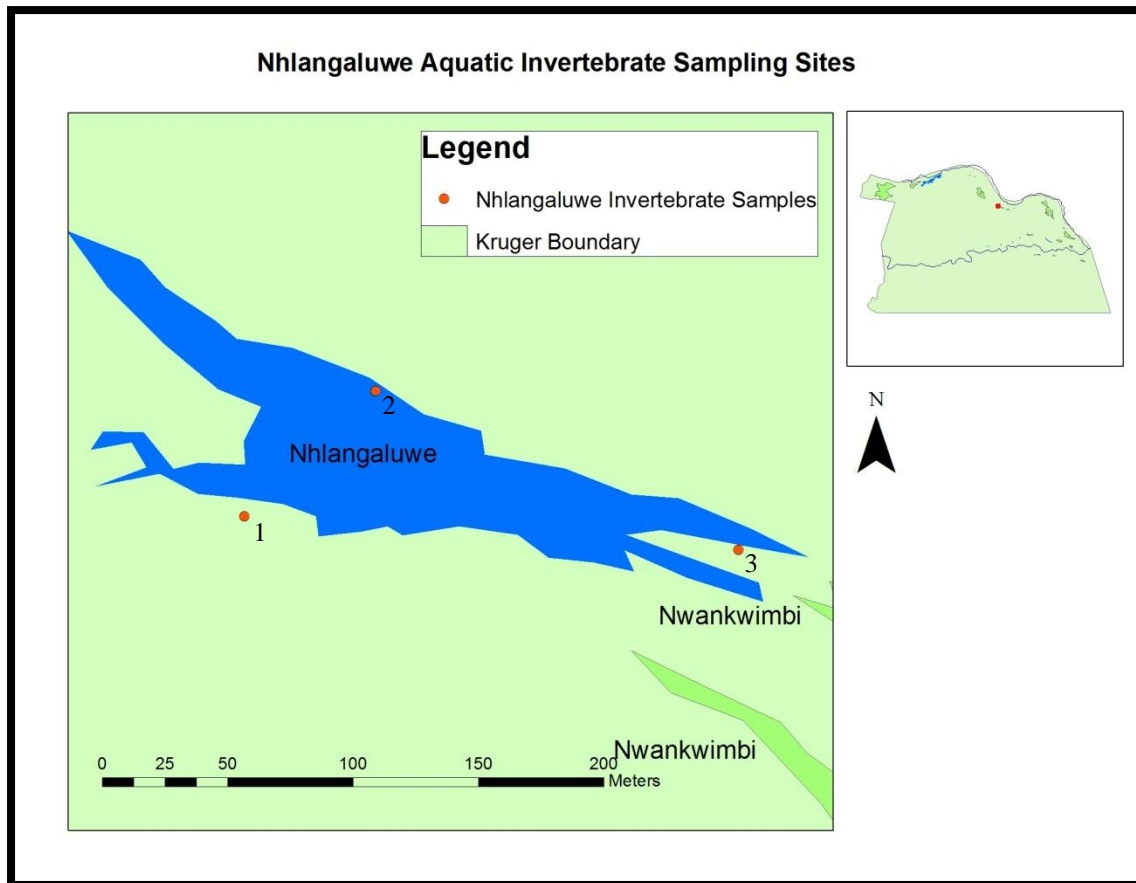 Nhlangaluwe Aquatic Invertebrate Sampling Sites
Legend
Nhlangaluwe Invertebrate Samples
Kruger Boundary
N
2
Nhlangaluwe
1
3
Nwankwimbi
Nwankwimbi
0 25 50 100 150 200
Meters